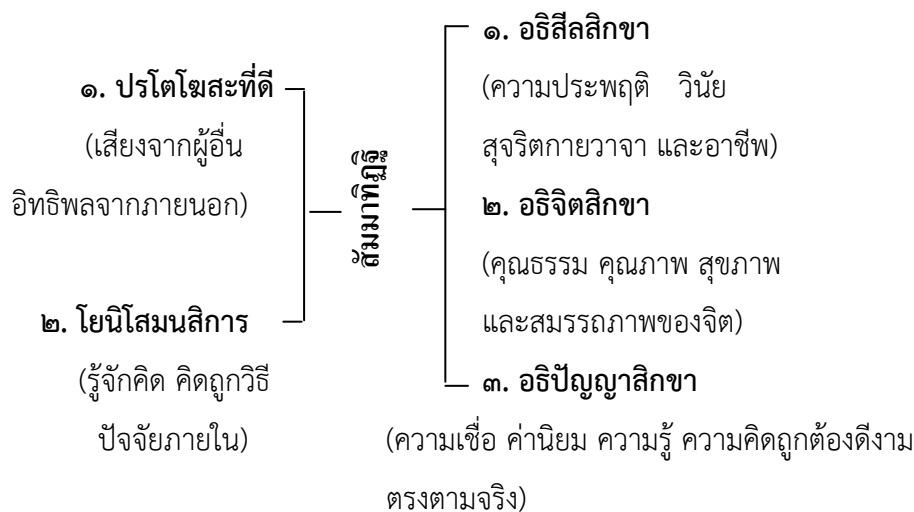 ๑. ปรโตโฆสะที่ดี
(เสียงจากผู้อื่น
อิทธิพลจากภายนอก)
๒. โยนิโสมนสิการ
(รู้จักคิด คิดถูกวิธี
ปัจจัยภายใน)
สัมมาทิฏฐิ
๑. อธิสีลสิกขา
(ความประพฤติ วินัย
สุจริตกายวาจา และอาชีพ)
๒. อธิจิตสิกขา
(คุณธรรม คุณภาพ สุขภาพ
และสมรรถภาพของจิต)
๓. อธิปัญญาสิกขา
(ความเชื่อ ค่านิยม ความรู้ ความคิดถูกต้องดีงาม
ตรงตามจริง)